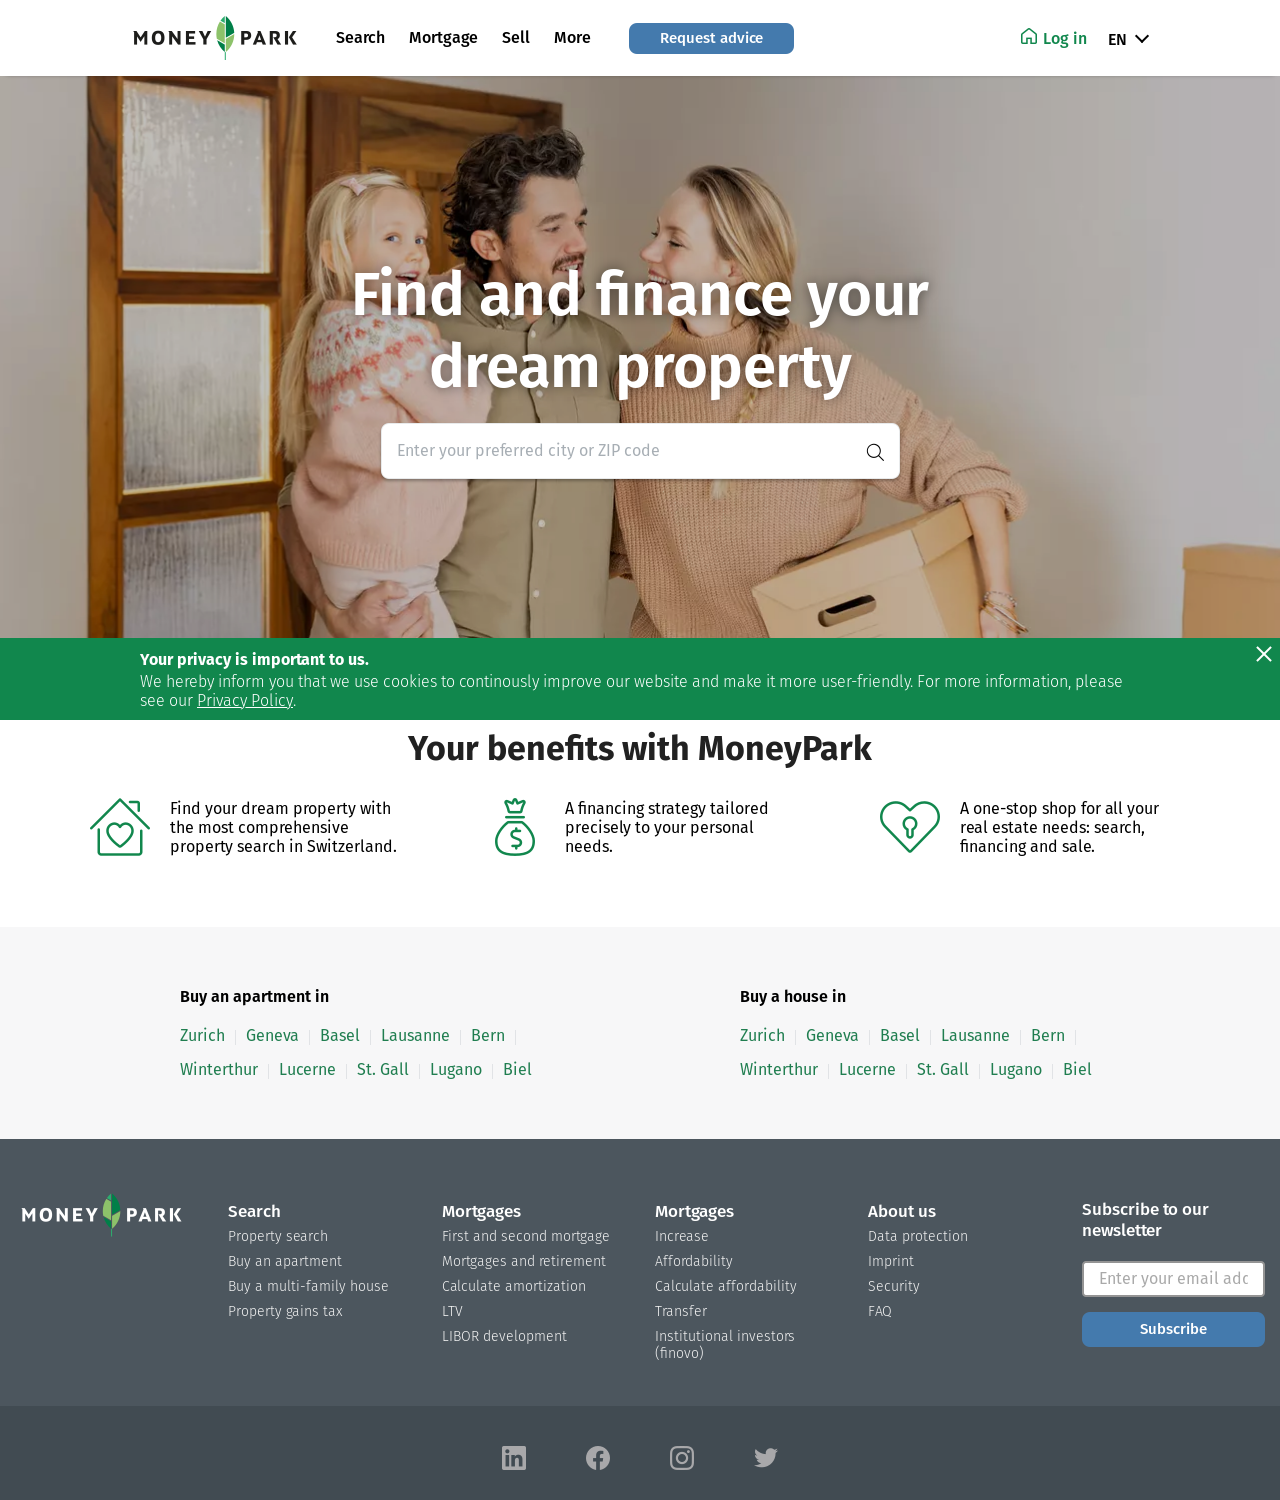 MONEY PARK Search Mortgage Sell More Request advice Log in EN
Find and finance your
dream property
Enter your preferred city or ZIP code
Your privacy is important to us.
We hereby inform you that we use cookies to continously improve our website and make it more user-friendly. For more information, please
see our Privacy Policy.
Your benefits with MoneyPark
Find your dream property with
the most comprehensive
property search in Switzerland.
A financing strategy tailored
precisely to your personal
needs.
A one-stop shop for all your
real estate needs: search,
financing and sale.
Buy an apartment in
Zurich Geneva Basel Lausanne Bern
Winterthur Lucerne St. Gall Lugano Biel
Buy a house in
Zurich Geneva Basel Lausanne Bern
Winterthur Lucerne St. Gall Lugano Biel
MONEY PARK
Search
Property search
Buy an apartment
Buy a multi-family house
Property gains tax
Mortgages
First and second mortgage
Mortgages and retirement
Calculate amortization
LTV
LIBOR development
Mortgages
Increase
Affordability
Calculate affordability
Transfer
Institutional investors
(finovo)
About us
Data protection
Imprint
Security
FAQ
Subscribe to our
newsletter
Enter your email adc
Subscribe